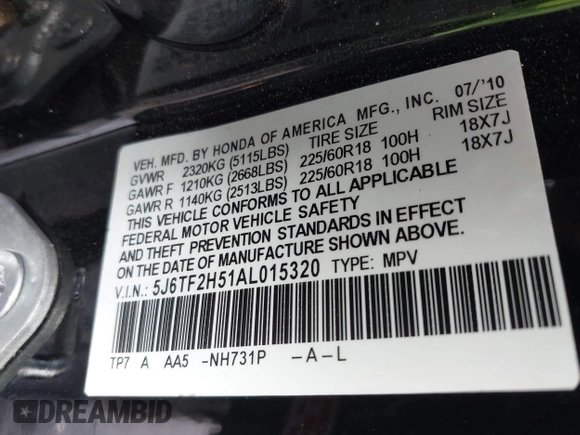 VEH. MFD. BY HONDA OF AMERICA MFG., INC. 07/'10
GVWR 2320KG (5115LBS) TIRE SIZE RIM SIZE
GAWR F 1210KG (2668LBS) 225/60R18 100H 18X7J
GAWR R 1140KG (2513LBS) 225/60R18 100H 18X7J
THIS VEHICLE CONFORMS TO ALL APPLICABLE
FEDERAL MOTOR VEHICLE SAFETY
AND THEFT PREVENTION STANDARDS IN EFFECT
ON THE DATE OF MANUFACTURE SHOWN ABOVE.
V.I.N.: 5J6TF2H51AL015320 TYPE: MPV
TP7 A AA5 -NH731P -A-L
DREAMBID